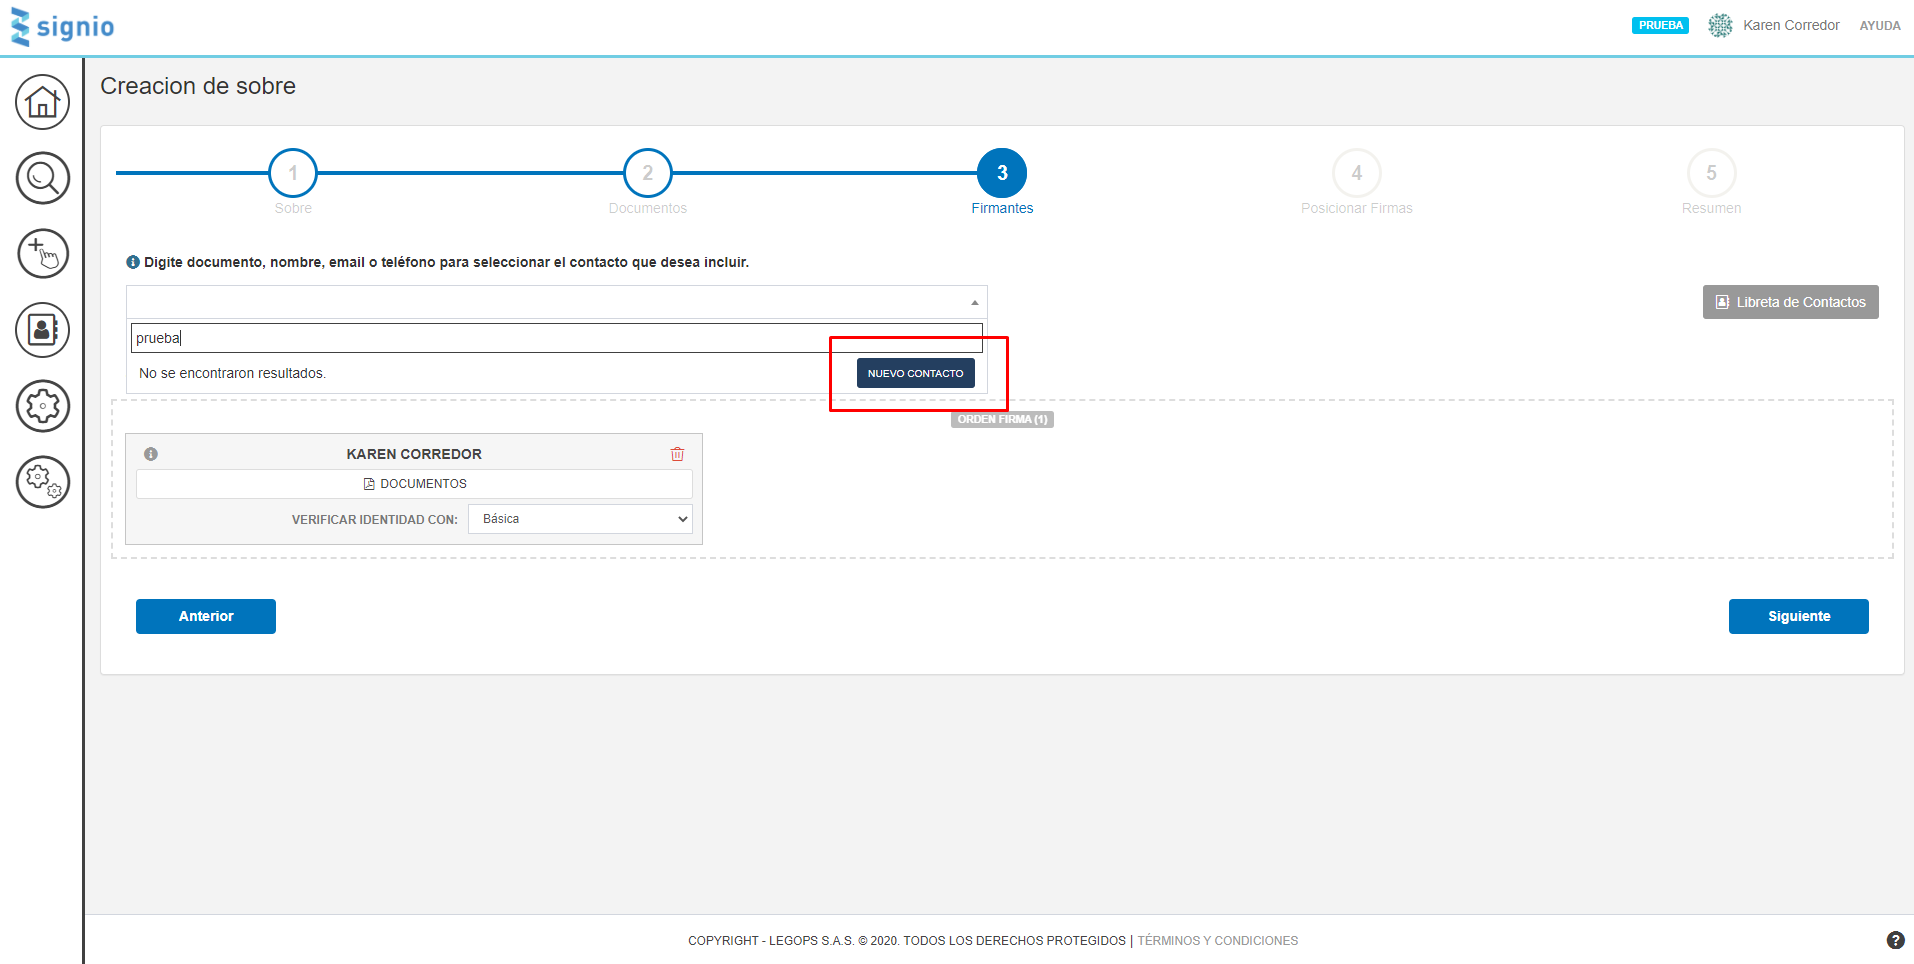 signio
PRUEBA
Karen Corredor
AYUDA
Creacion de sobre
1
2
3
4
5
Sobre
Documentos
Firmantes
Posicionar Firmas
Resumen
Digite documento, nombre, email o teléfono para seleccionar el contacto que desea incluir.
Libreta de Contactos
prueba
No se encontraron resultados.
NUEVO CONTACTO
ORDEN FIRMA (1)
KAREN CORREDOR
DOCUMENTOS
VERIFICAR IDENTIDAD CON:
Básica
Anterior
Siguiente
COPYRIGHT - LEGOPS S.A.S. © 2020. TODOS LOS DERECHOS PROTEGIDOS | TÉRMINOS Y CONDICIONES